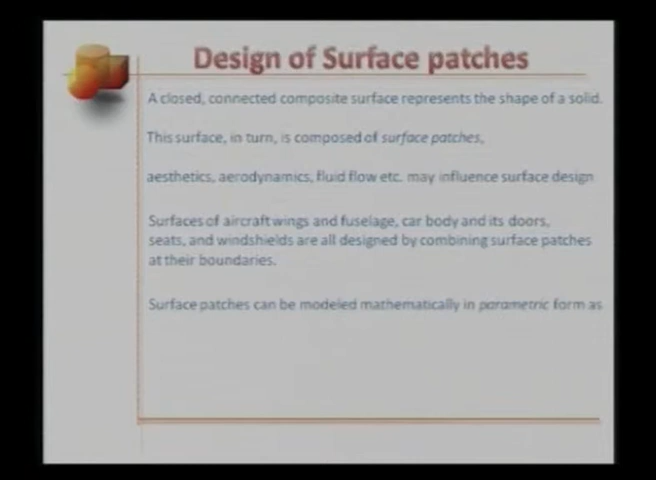 Design of Surface patches
A closed, connected composite surface represents the shape of a solid.
This surface, in turn, is composed of surface patches,
aesthetics, aerodynamics, fluid flow etc. may influence surface design
Surfaces of aircraft wings and fuselage, car body and its doors,
seats, and windshields are all designed by combining surface patches
at their boundaries.
Surface patches can be modeled mathematically in parametric form as